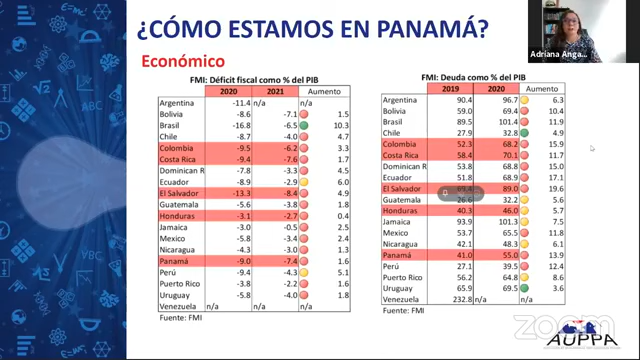 ¿CÓMO ESTAMOS EN PANAMÁ?
Adriana Anga...
Económico
FMI: Déficit fiscal como % del PIB
2020 2021 Aumento
Argentina -11.4 n/a n/a
Bolivia -8.6 -7.1 1.5
Brasil -16.8 -6.5 10.3
Chile -8.7 -4.0 4.7
Colombia -9.5 -6.2 3.3
Costa Rica -9.4 -7.6 1.7
Dominican R -7.8 -3.3 4.5
Ecuador -8.9 -2.9 6.0
El Salvador -13.3 -8.4 4.9
Guatemala -5.6 -3.8 1.8
Honduras -3.1 -2.7 0.4
Jamaica -3.0 -0.5 2.5
Mexico -5.8 -3.4 2.4
Nicaragua -4.3 -3.0 1.3
Panamá -9.0 -7.4 1.6
Perú -9.4 -4.3 5.1
Puerto Rico -3.8 -2.2 1.6
Uruguay -5.8 -4.0 1.8
Venezuela n/a n/a n/a
Fuente: FMI
FMI: Deuda como % del PIB
2019 2020 Aumento
Argentina 90.4 96.7 6.3
Bolivia 59.0 69.4 10.4
Brasil 89.5 101.4 11.9
Chile 27.9 32.8 4.9
Colombia 52.3 68.2 15.9
Costa Rica 58.4 70.1 11.7
Dominican R 53.8 68.8 15.0
Ecuador 51.8 68.9 17.1
El Salvador 69.4 89.0 19.6
Guatemala 26.6 32.2 5.6
Honduras 40.3 46.0 5.7
Jamaica 93.9 101.3 7.5
Mexico 53.7 65.5 11.8
Nicaragua 42.1 48.3 6.1
Panamá 41.0 55.0 13.9
Perú 27.1 39.5 12.4
Puerto Rico 56.2 64.8 8.6
Uruguay 65.9 69.5 3.6
Venezuela 232.8 n/a n/a
Fuente: FMI
zoom
AUPPA